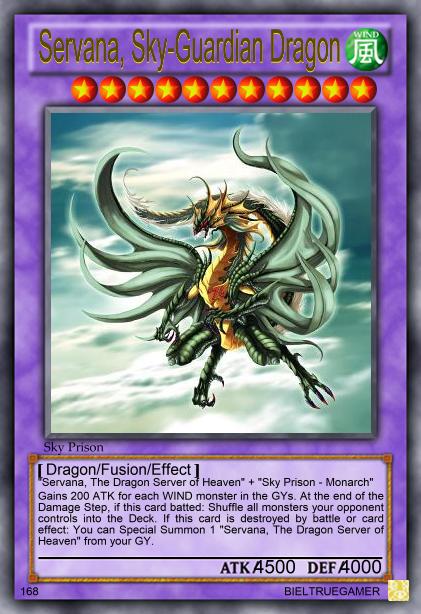 Servana, Sky-Guardian Dragon
WIND
風
Sky Prison
[ Dragon/Fusion/Effect ]
"Servana, The Dragon Server of Heaven" + "Sky Prison - Monarch"
Gains 200 ATK for each WIND monster in the GYs. At the end of the
Damage Step, if this card batted: Shuffle all monsters your opponent
controls into the Deck. If this card is destroyed by battle or card
effect: You can Special Summon 1 "Servana, The Dragon Server of
Heaven" from your GY.
ATK/4500 DEF/4000
168 BIELTRUEGAMER